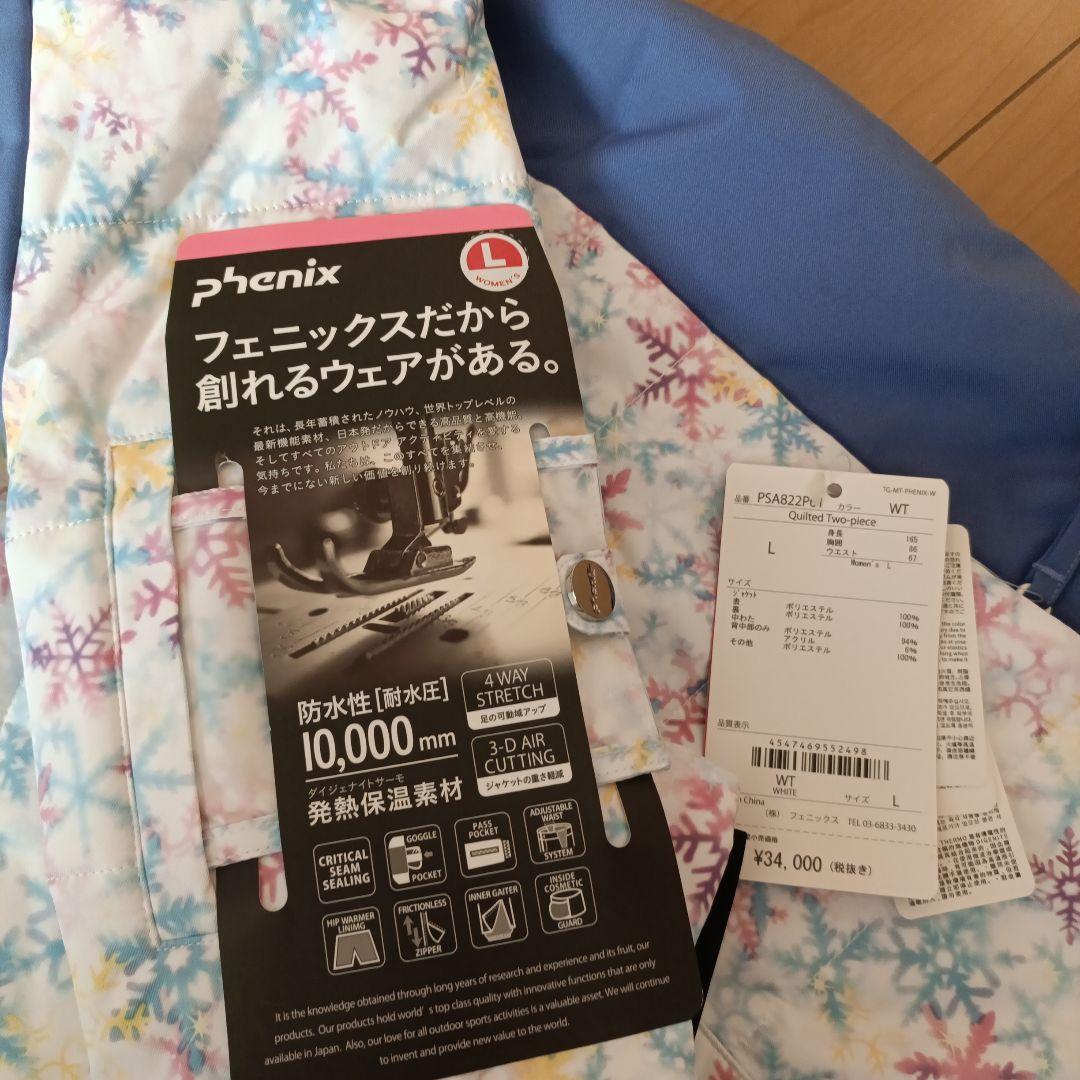 phenix
L
WOMEN'S
フェニックスだから
創れるウェアがある。
それは、長年蓄積されたノウハウ、世界トップレベルの
最新機能素材、日本発だからできる高品質と高機能。
そしてすべてのアウトドア アクティビティを愛する
気持ちです。私たちは、このすべてを集結させ、
今までにない新しい価値を創り続けます。
防水性[耐水圧]
10,000mm
ダイジェナイトサーモ
発熱保温素材
4 WAY
STRETCH
足の可動域アップ
3-D AIR
CUTTING
ジャケットの重さ軽減
CRITICAL
SEAM
SEALING
GOGGLE
POCKET
PASS
POCKET
ADJUSTABLE
WAIST
SYSTEM
HIP WARMER
LINIMG
FRICTIONLESS
ZIPPER
INNER GAITER
INSIDE
COSMETIC
GUARD
It is the knowledge obtained through long years of research and experience and its fruit, our
products. Our products hold world's top class quality with innovative functions that are only
available in Japan. Also, our love for all outdoor sports activities is a valuable asset. We will continue
to invent and provide new value to the world.
TG-MT-PHENIX-W
品番 カラー WT
Quilted Two-piece
L
身長 165
胸囲 86
ウエスト 67
Women's L
サイズ
ジャケット
表 ポリエステル 100%
裏 ポリエステル 100%
中わた
背中部のみ ポリエステル 94%
アクリル 6%
その他 ポリエステル 100%
品質表示
4547469552498
WT
WHITE
サイズ L
China
(株) フェニックス TEL 03-6833-3430
小売価格
¥34,000 (税抜き)